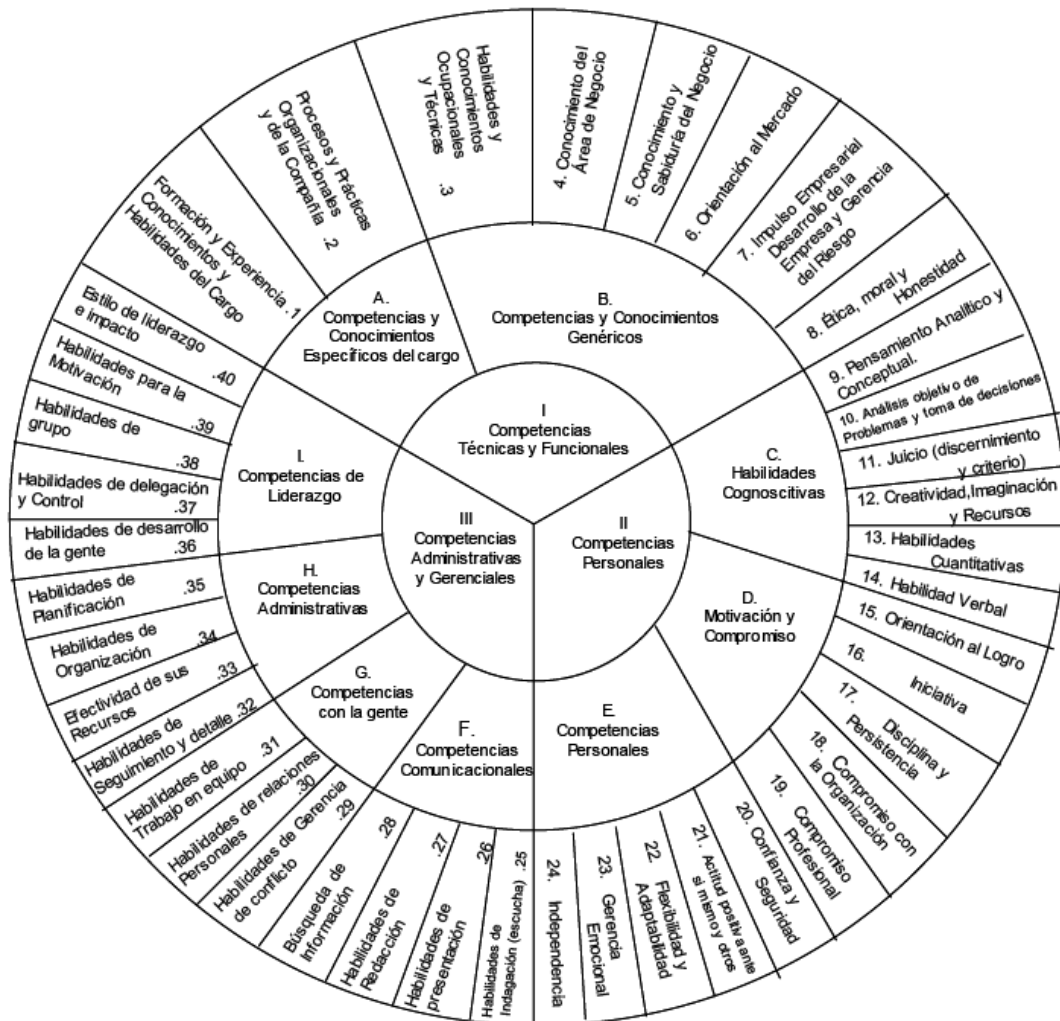 I
Competencias
Técnicas y Funcionales
II
Competencias
Personales
III
Competencias
Administrativas
y Gerenciales
A.
Competencias y
Conocimientos
Específicos del cargo
B.
Competencias y Conocimientos
Genéricos
C.
Habilidades
Cognoscitivas
D.
Motivación y
Compromiso
E.
Competencias
Personales
F.
Competencias
Comunicacionales
G.
Competencias
con la gente
H.
Competencias
Administrativas
I.
Competencias de
Liderazgo
Formación y Experiencia
Conocimientos y
Habilidades del Cargo
.1
Procesos y Prácticas
Organizacionales
y de la Compañía
.2
Habilidades y
Conocimientos
Ocupacionales
y Técnicas
.3
4. Conocimiento del
Área de Negocio
5. Conocimiento y
Sabiduría del Negocio
6. Orientación al Mercado
7. Impulso Empresarial
Desarrollo de la
Empresa y Gerencia
del Riesgo
8. Ética, moral y
Honestidad
9. Pensamiento Analítico y
Conceptual.
10. Análisis objetivo de
Problemas y toma de decisiones
11. Juicio (discernimiento
y criterio)
12. Creatividad,Imaginación
y Recursos
13. Habilidades
Cuantitativas
14. Habilidad Verbal
15. Orientación al Logro
16. Iniciativa
17. Disciplina y
Persistencia
18. Compromiso con
la Organización
19. Compromiso
Profesional
20. Confianza y
Seguridad
21. Actitud positiva ante
si mismo y otros
22. Flexibilidad y
Adaptabilidad
23. Gerencia
Emocional
24. Independencia
Habilidades de
Indagación (escucha) .25
Habilidades de
presentación
.26
Habilidades de
Redacción
.27
Búsqueda de
Información
.28
Habilidades de Gerencia
de conflicto
.29
Habilidades de relaciones
Personales
.30
Habilidades de
Trabajo en equipo
.31
Habilidades de
Seguimiento y detalle .32
Efectividad de sus
Recursos
.33
Habilidades de
Organización
.34
Habilidades de
Planificación
.35
Habilidades de desarrollo
de la gente
.36
Habilidades de delegación
y Control
.37
Habilidades de
grupo
.38
Habilidades para la
Motivación
.39
Estilo de liderazgo
e impacto
.40